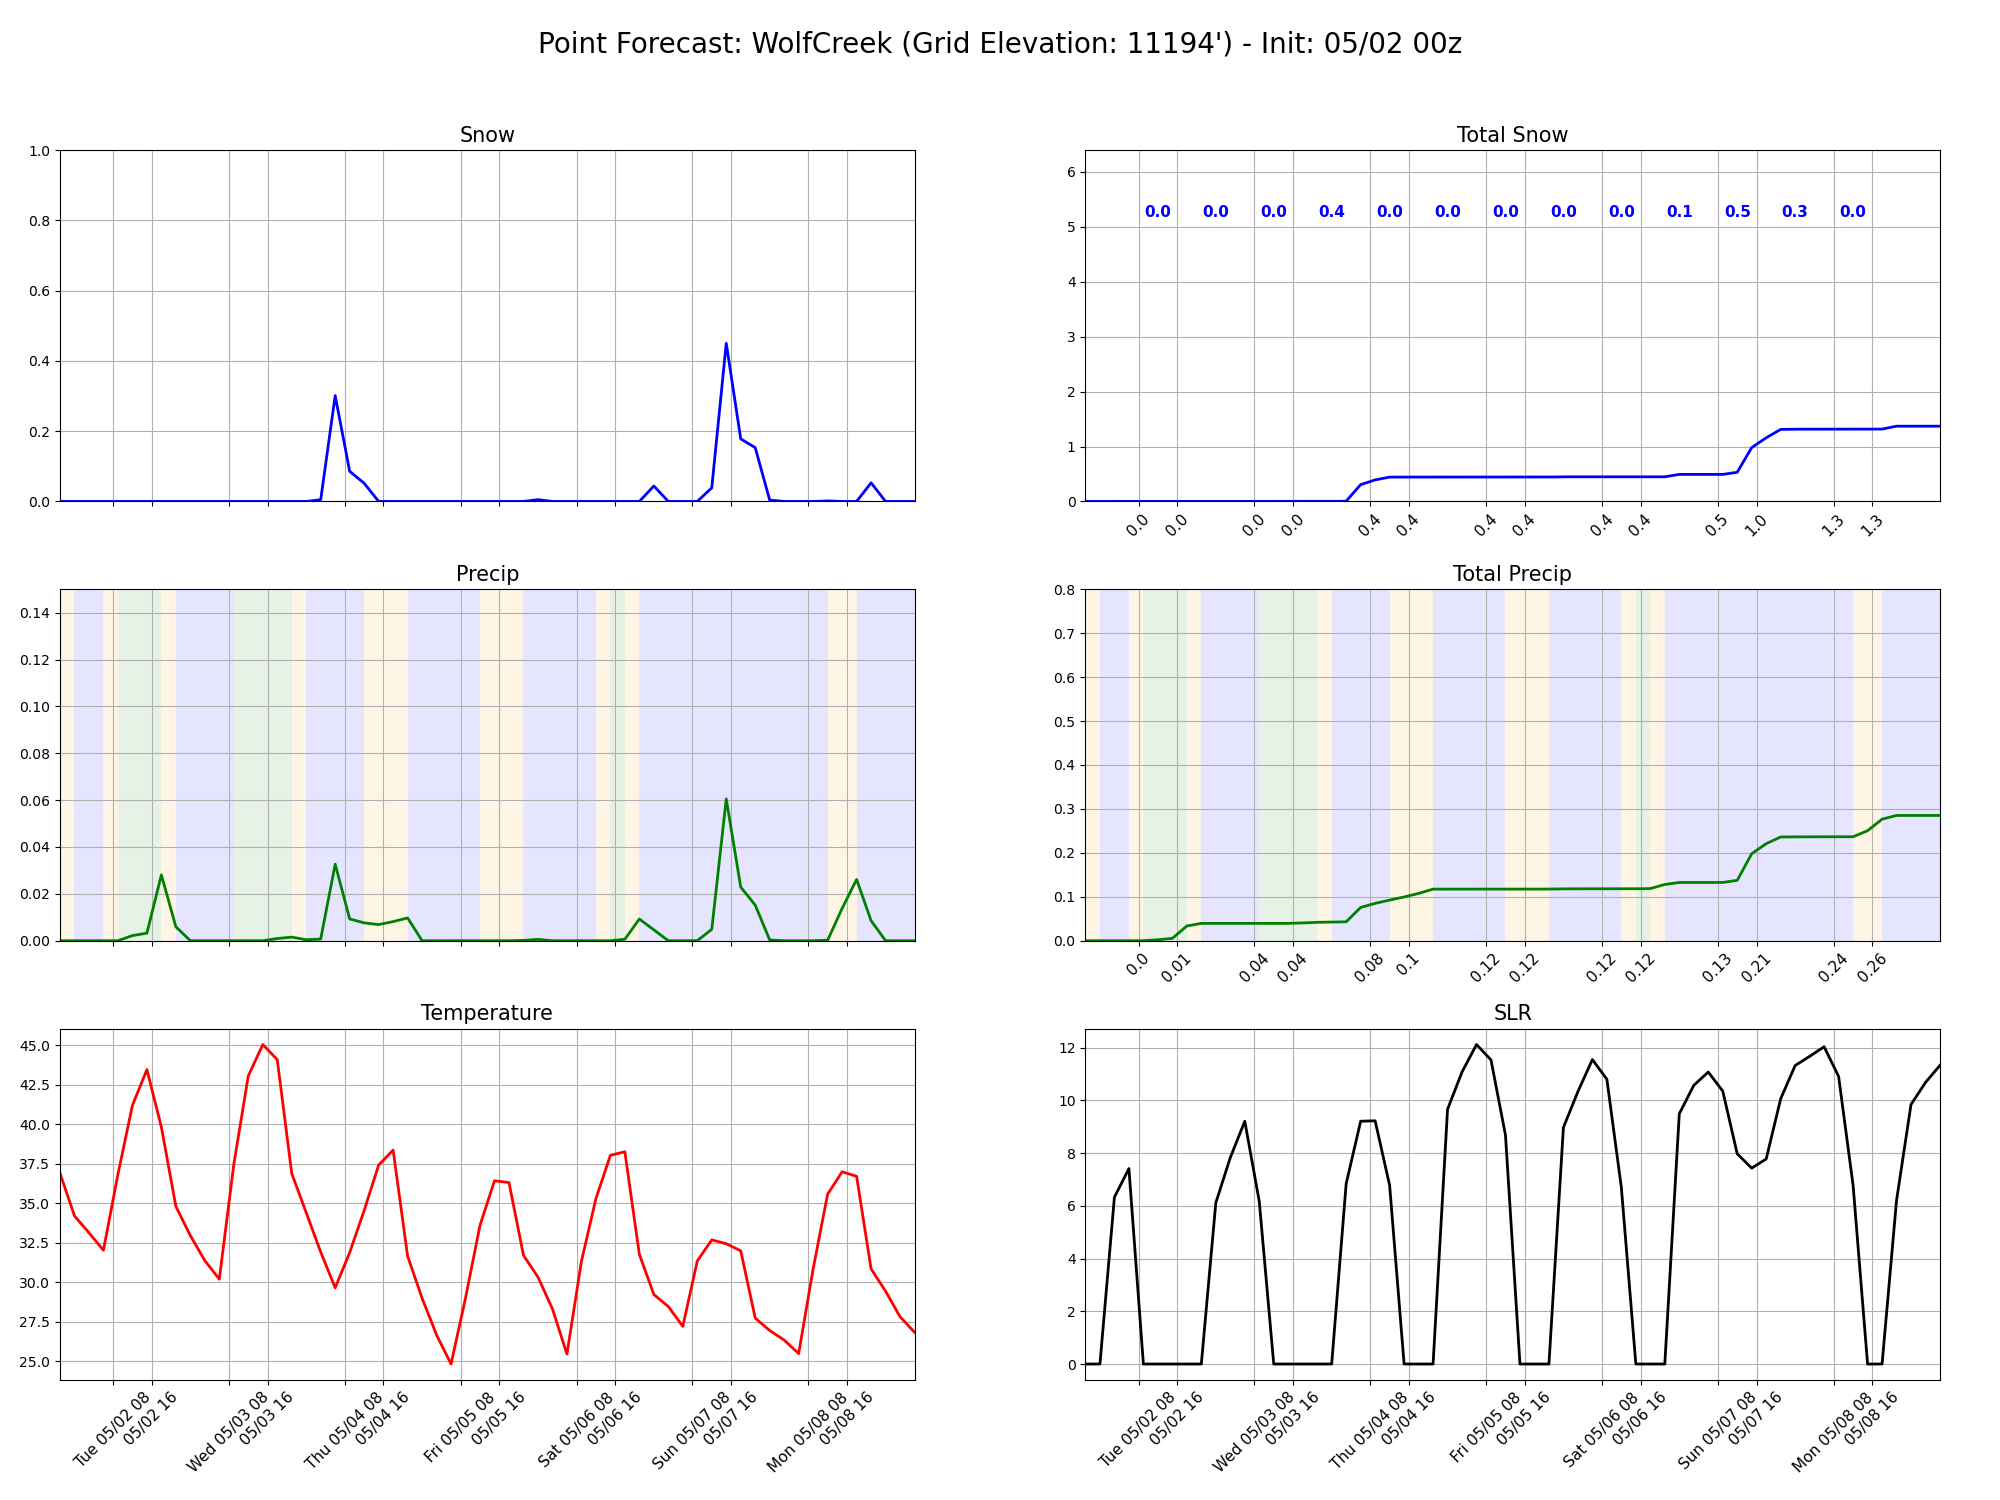 Point Forecast: WolfCreek (Grid Elevation: 11194') - Init: 05/02 00z
Snow
1.0
0.8
0.6
0.4
0.2
0.0
Total Snow
6
5
4
3
2
1
0
0.0 0.0 0.0 0.4 0.0 0.0 0.0 0.0 0.0 0.1 0.5 0.3 0.0
0.0 0.0 0.0 0.0 0.4 0.4 0.4 0.4 0.4 0.4 0.5 1.0 1.3 1.3
Precip
0.14
0.12
0.10
0.08
0.06
0.04
0.02
0.00
Total Precip
0.8
0.7
0.6
0.5
0.4
0.3
0.2
0.1
0.0
0.0 0.01 0.04 0.04 0.08 0.1 0.12 0.12 0.12 0.12 0.13 0.21 0.24 0.26
Temperature
45.0
42.5
40.0
37.5
35.0
32.5
30.0
27.5
25.0
Tue 05/02 08
05/02 16
Wed 05/03 08
05/03 16
Thu 05/04 08
05/04 16
Fri 05/05 08
05/05 16
Sat 05/06 08
05/06 16
Sun 05/07 08
05/07 16
Mon 05/08 08
05/08 16
SLR
12
10
8
6
4
2
0
Tue 05/02 08
05/02 16
Wed 05/03 08
05/03 16
Thu 05/04 08
05/04 16
Fri 05/05 08
05/05 16
Sat 05/06 08
05/06 16
Sun 05/07 08
05/07 16
Mon 05/08 08
05/08 16